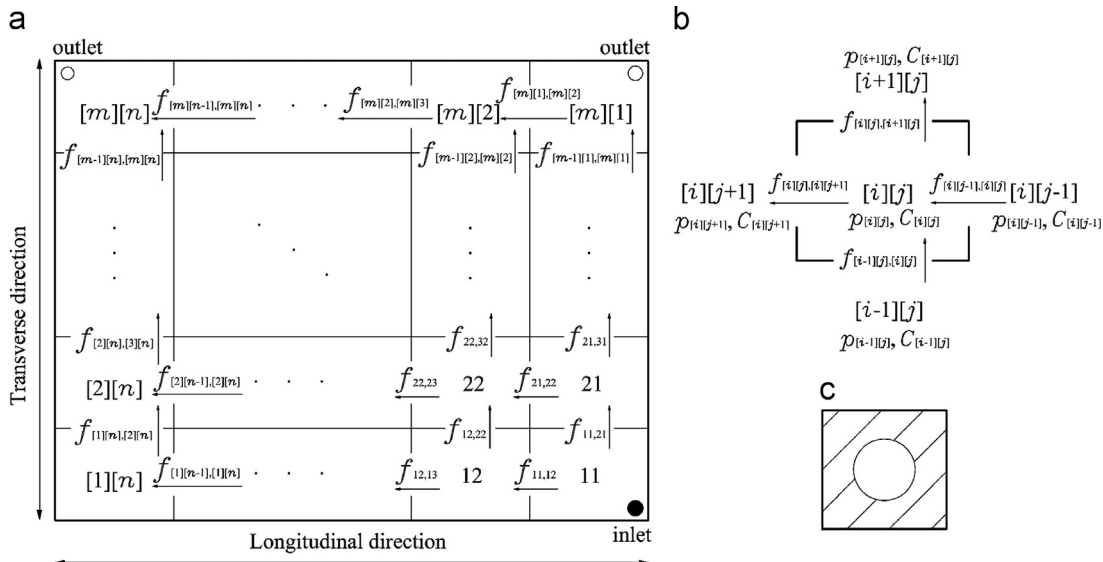 a
outlet outlet
[m][n] f[m][n-1],[m][n] · · · f[m][2],[m][3] [m][2] f[m][1],[m][2] [m][1]
f[m-1][n],[m][n] f[m-1][2],[m][2] f[m-1][1],[m][1]
f[2][n],[3][n] f22,32 f21,31
[2][n] f[2][n-1],[2][n] · · · f22,23 22 f21,22 21
f[1][n],[2][n] f12,22 f11,21
[1][n] f[1][n-1],[1][n] · · · f12,13 12 f11,12 11
inlet
Transverse direction
Longitudinal direction
b
p[i+1][j], C[i+1][j]
[i+1][j]
f[i][j],[i+1][j]
[i][j+1] f[i][j],[i][j+1] [i][j] f[i][j-1],[i][j] [i][j-1]
p[i][j+1], C[i][j+1] p[i][j], C[i][j] p[i][j-1], C[i][j-1]
f[i-1][j],[i][j]
[i-1][j]
p[i-1][j], C[i-1][j]
c